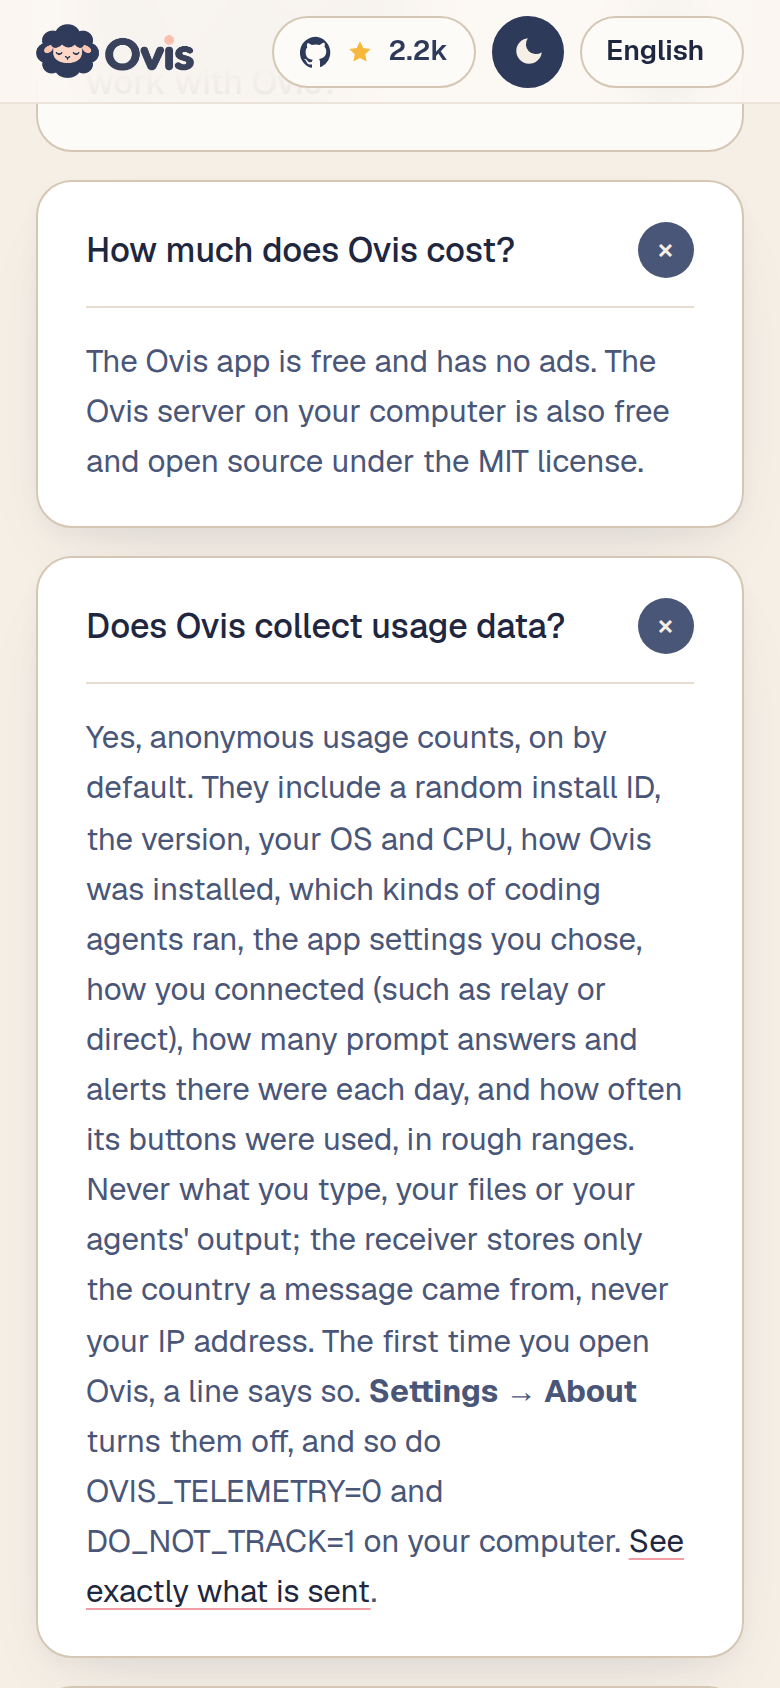 Ovis
2.2k
English
work with Ovis?
How much does Ovis cost?
×
The Ovis app is free and has no ads. The
Ovis server on your computer is also free
and open source under the MIT license.
Does Ovis collect usage data?
×
Yes, anonymous usage counts, on by
default. They include a random install ID,
the version, your OS and CPU, how Ovis
was installed, which kinds of coding
agents ran, the app settings you chose,
how you connected (such as relay or
direct), how many prompt answers and
alerts there were each day, and how often
its buttons were used, in rough ranges.
Never what you type, your files or your
agents' output; the receiver stores only
the country a message came from, never
your IP address. The first time you open
Ovis, a line says so. Settings → About
turns them off, and so do
OVIS_TELEMETRY=0 and
DO_NOT_TRACK=1 on your computer. See
exactly what is sent.